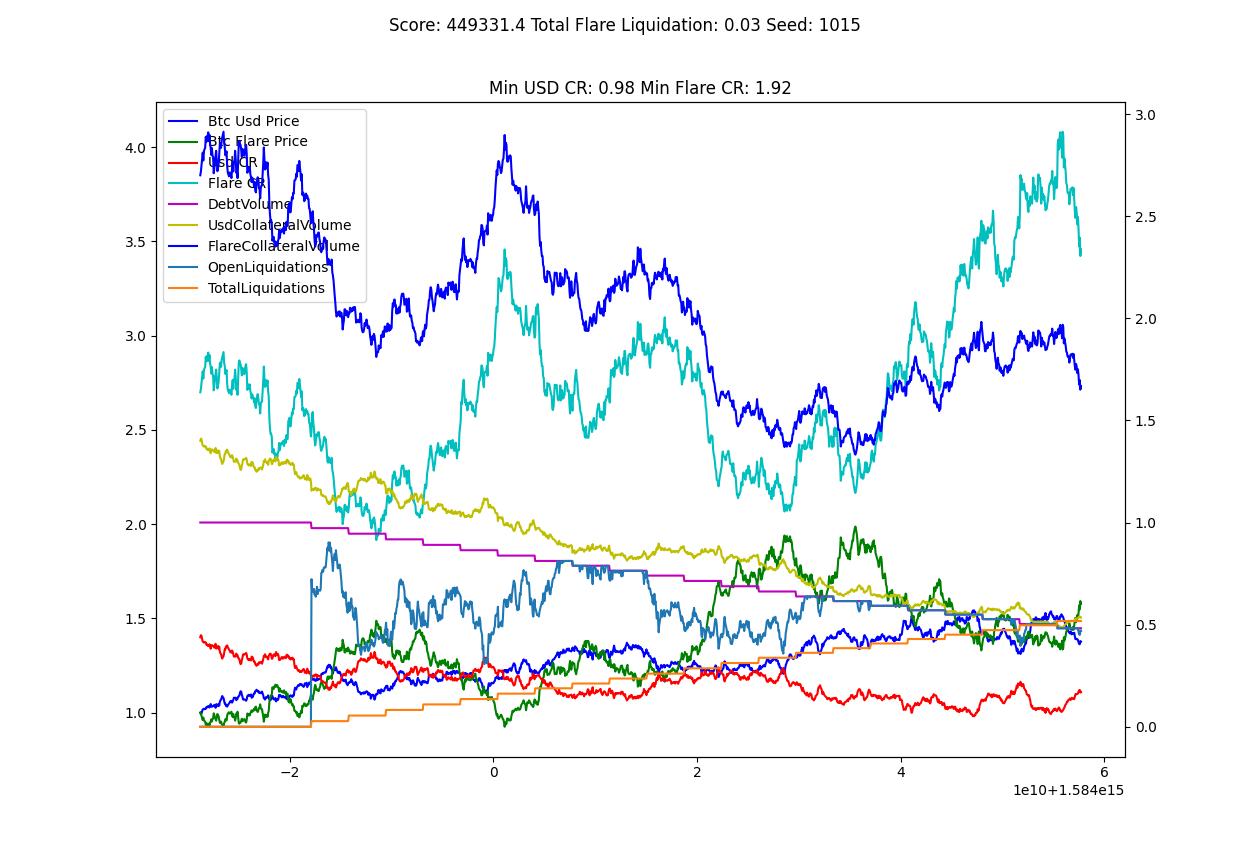 Score: 449331.4 Total Flare Liquidation: 0.03 Seed: 1015
Min USD CR: 0.98 Min Flare CR: 1.92
Btc Usd Price
Btc Flare Price
Usd CR
Flare CR
DebtVolume
UsdCollateralVolume
FlareCollateralVolume
OpenLiquidations
TotalLiquidations
4.0
3.5
3.0
2.5
2.0
1.5
1.0
3.0
2.5
2.0
1.5
1.0
0.5
0.0
−2
0
2
4
6
1e10+1.584e15